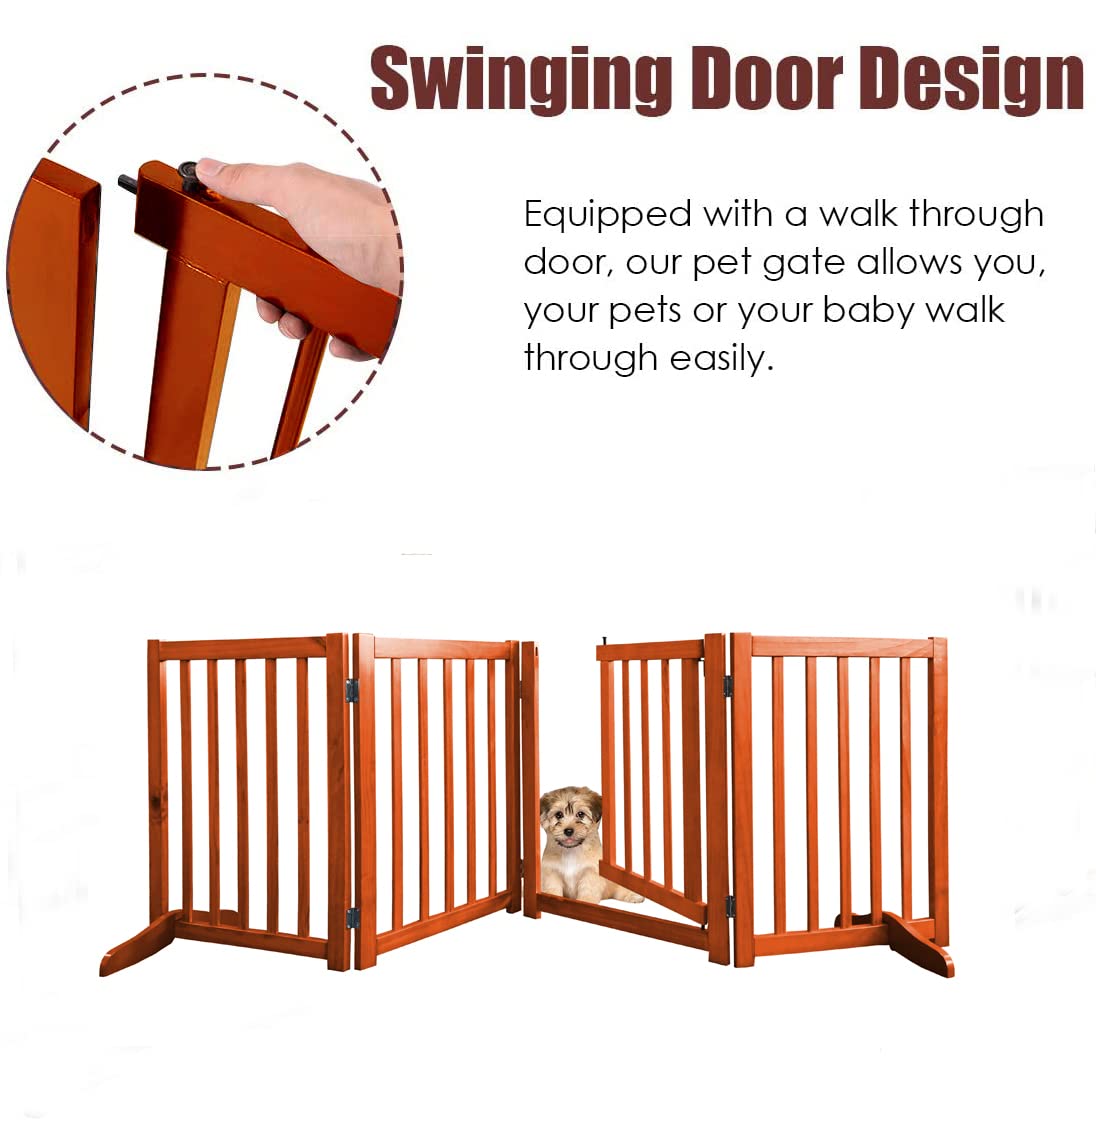 Swinging Door Design
Equipped with a walk through
door, our pet gate allows you,
your pets or your baby walk
through easily.